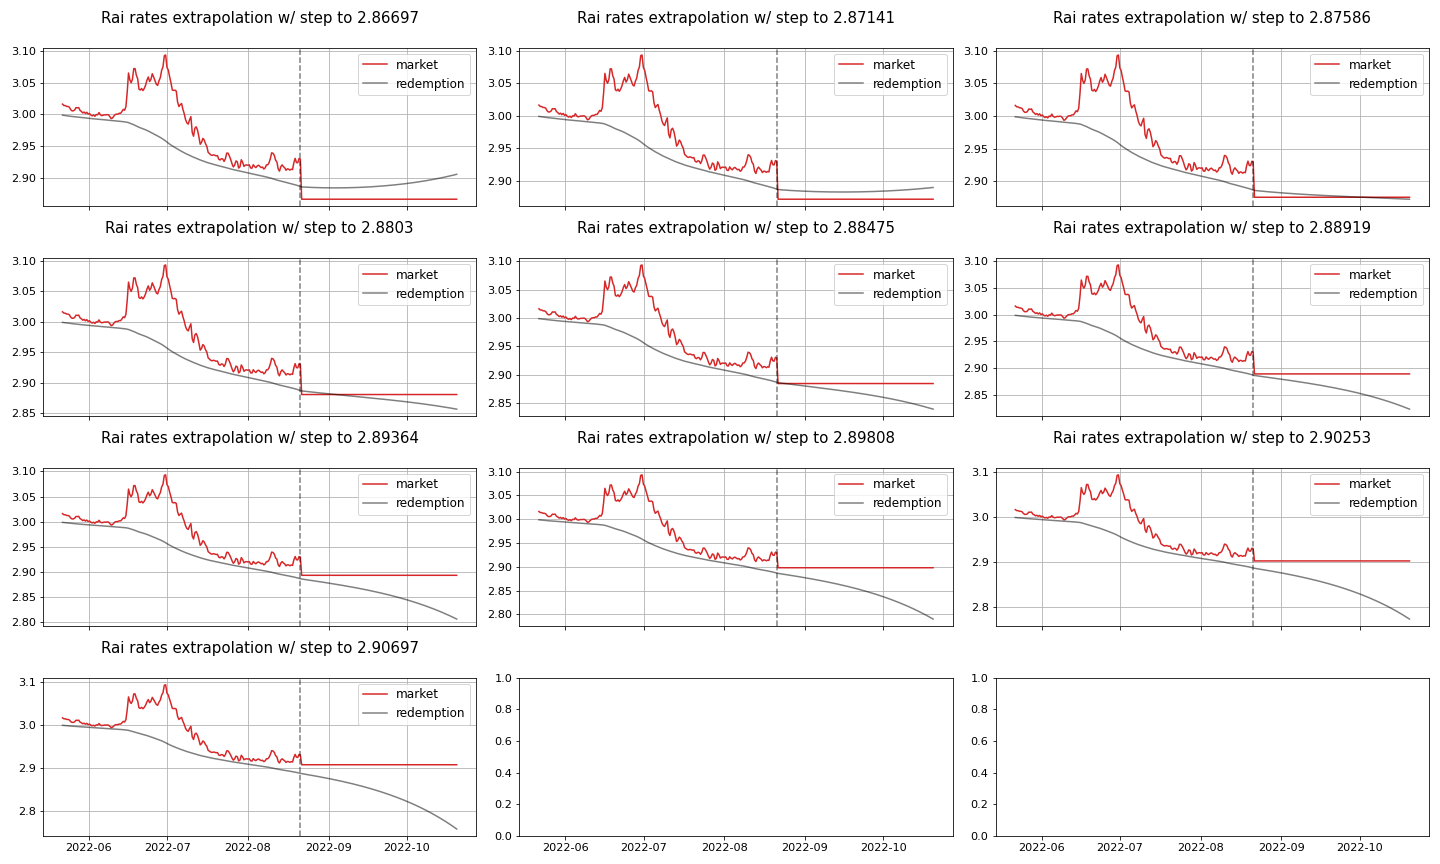 Rai rates extrapolation w/ step to 2.86697
Rai rates extrapolation w/ step to 2.87141
Rai rates extrapolation w/ step to 2.87586
3.10
3.05
3.00
2.95
2.90
market
redemption
3.10
3.05
3.00
2.95
2.90
market
redemption
3.10
3.05
3.00
2.95
2.90
market
redemption
Rai rates extrapolation w/ step to 2.8803
Rai rates extrapolation w/ step to 2.88475
Rai rates extrapolation w/ step to 2.88919
3.10
3.05
3.00
2.95
2.90
2.85
market
redemption
3.10
3.05
3.00
2.95
2.90
2.85
market
redemption
3.10
3.05
3.00
2.95
2.90
2.85
market
redemption
Rai rates extrapolation w/ step to 2.89364
Rai rates extrapolation w/ step to 2.89808
Rai rates extrapolation w/ step to 2.90253
3.10
3.05
3.00
2.95
2.90
2.85
2.80
market
redemption
3.10
3.05
3.00
2.95
2.90
2.85
2.80
market
redemption
3.1
3.0
2.9
2.8
market
redemption
Rai rates extrapolation w/ step to 2.90697
3.1
3.0
2.9
2.8
market
redemption
2022-06 2022-07 2022-08 2022-09 2022-10
1.0
0.8
0.6
0.4
0.2
0.0
2022-06 2022-07 2022-08 2022-09 2022-10
1.0
0.8
0.6
0.4
0.2
0.0
2022-06 2022-07 2022-08 2022-09 2022-10